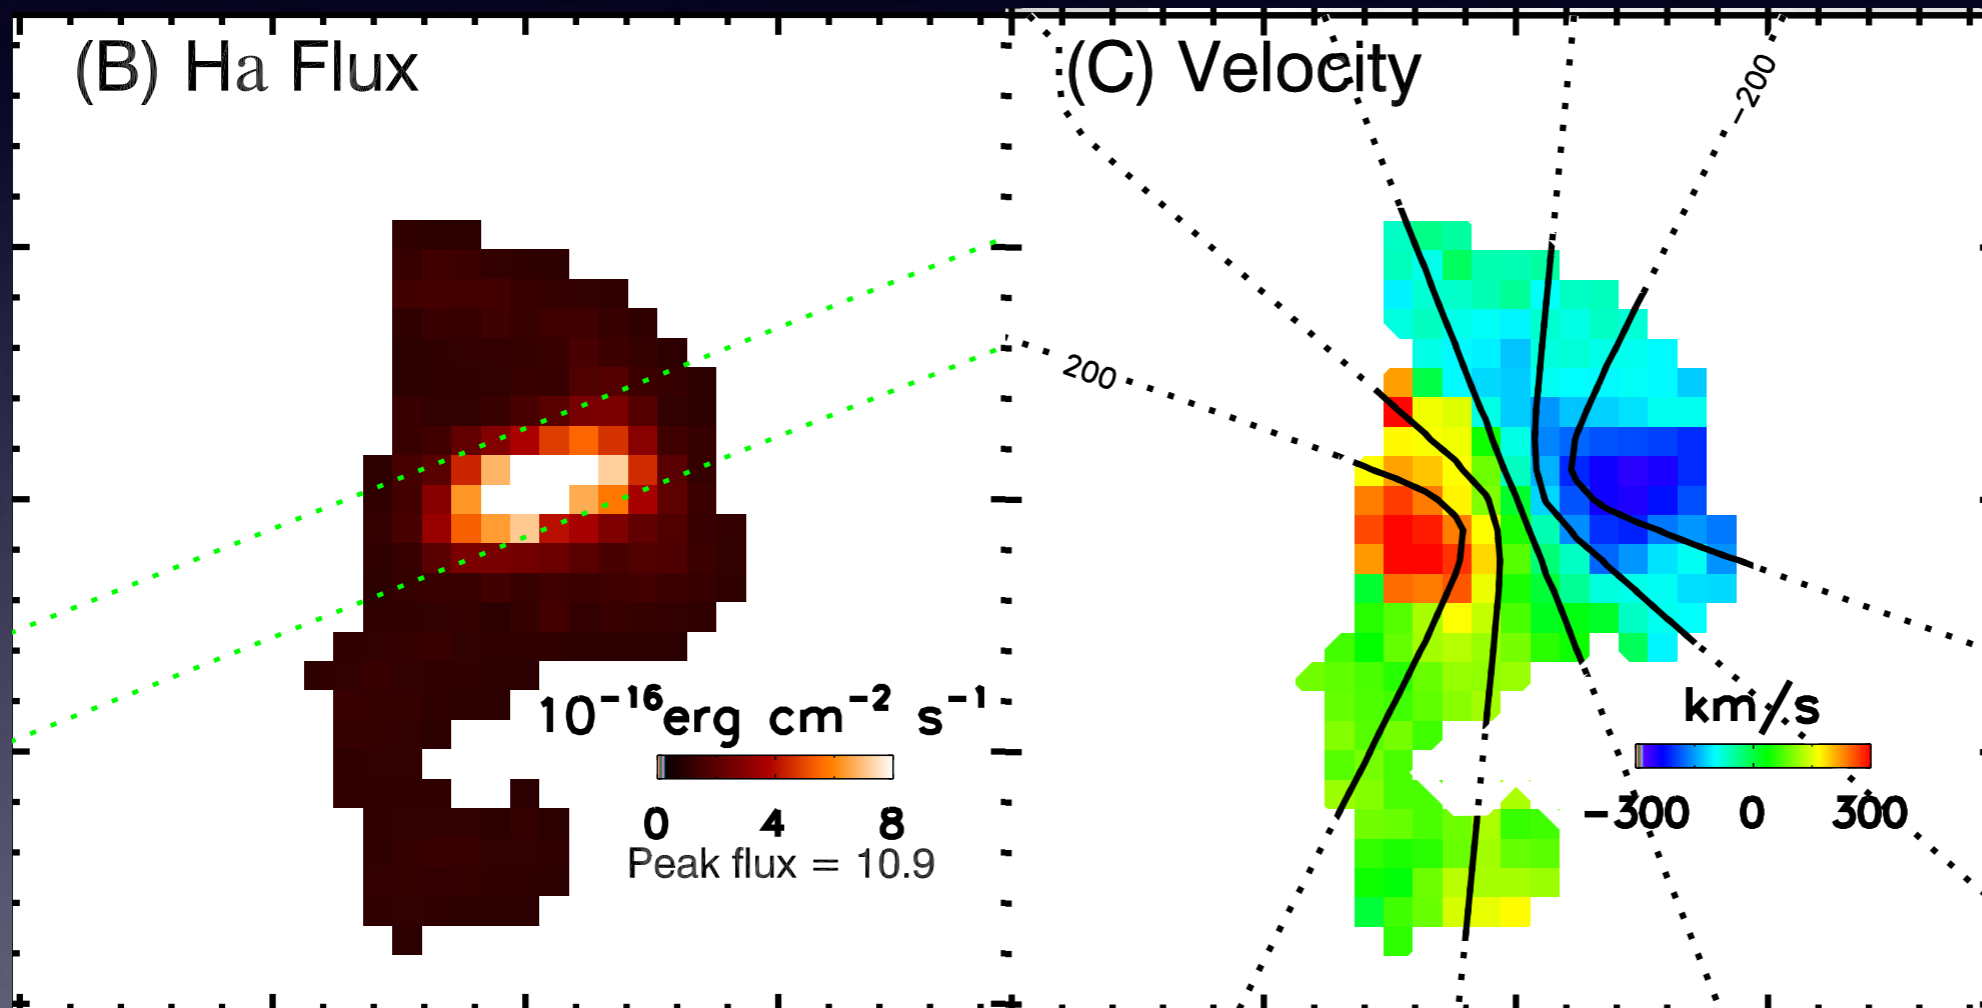 (B) Ha Flux
10⁻¹⁶erg cm⁻² s⁻¹
0 4 8
Peak flux = 10.9
(C) Velocity
-200
200
km/s
-300 0 300